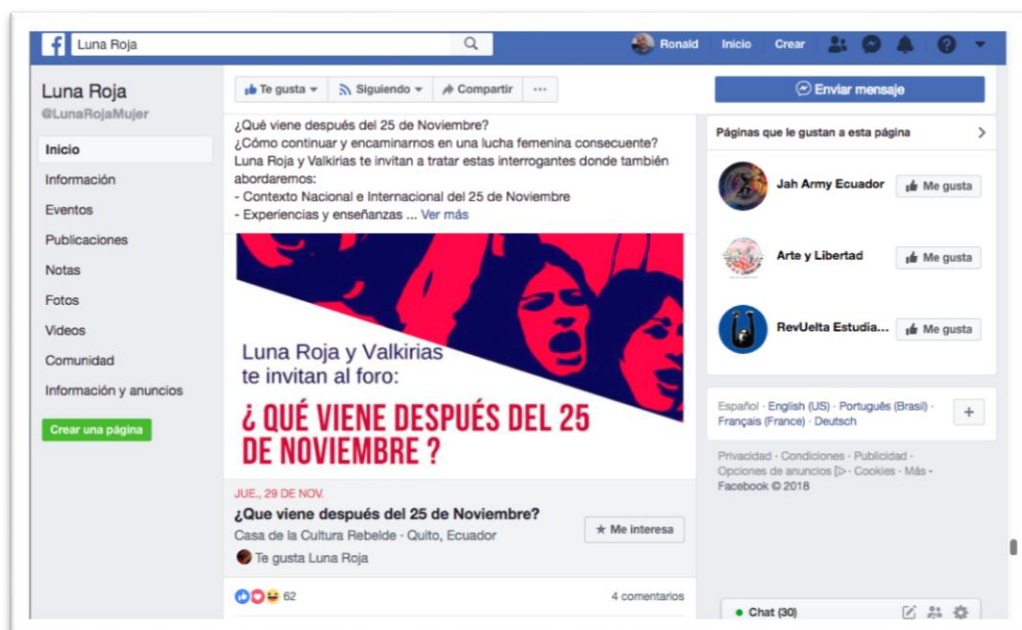 Luna Roja
Ronald
Inicio
Crear
Luna Roja
@LunaRojaMujer
Inicio
Información
Eventos
Publicaciones
Notas
Fotos
Videos
Comunidad
Información y anuncios
Crear una página
Te gusta
Siguiendo
Compartir
¿Qué viene después del 25 de Noviembre?
¿Cómo continuar y encaminarnos en una lucha femenina consecuente?
Luna Roja y Valkirias te invitan a tratar estas interrogantes donde también
abordaremos:
- Contexto Nacional e Internacional del 25 de Noviembre
- Experiencias y enseñanzas ... Ver más
Luna Roja y Valkirias
te invitan al foro:
¿ QUÉ VIENE DESPUÉS DEL 25
DE NOVIEMBRE ?
JUE., 29 DE NOV.
¿Que viene después del 25 de Noviembre?
Casa de la Cultura Rebelde · Quito, Ecuador
Te gusta Luna Roja
Me interesa
62
4 comentarios
Enviar mensaje
Páginas que le gustan a esta página
Jah Army Ecuador
Me gusta
Arte y Libertad
Me gusta
RevUelta Estudia...
Me gusta
Español · English (US) · Português (Brasil) ·
Français (France) · Deutsch
Privacidad · Condiciones · Publicidad ·
Opciones de anuncios · Cookies · Más
Facebook © 2018
Chat (30)